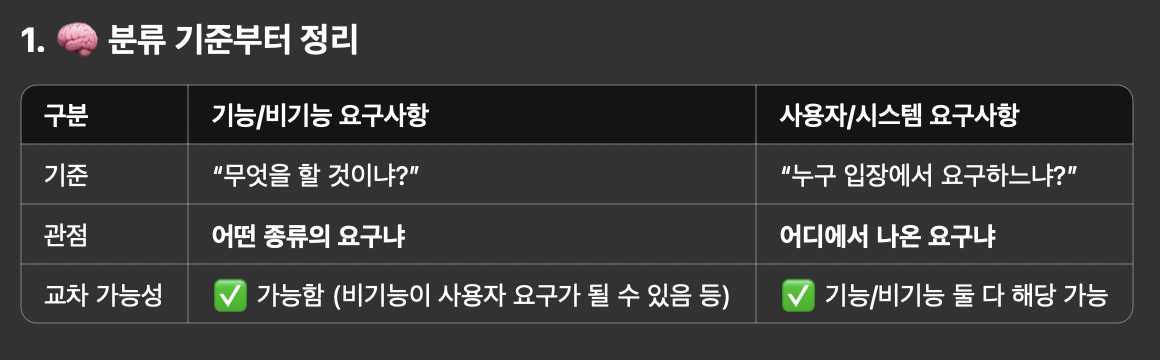 1. 🧠 분류 기준부터 정리
구분 기능/비기능 요구사항 사용자/시스템 요구사항
기준 “무엇을 할 것이냐?” “누구 입장에서 요구하느냐?”
관점 어떤 종류의 요구냐 어디에서 나온 요구냐
교차 가능성 ✅ 가능함 (비기능이 사용자 요구가 될 수 있음 등) ✅ 기능/비기능 둘 다 해당 가능